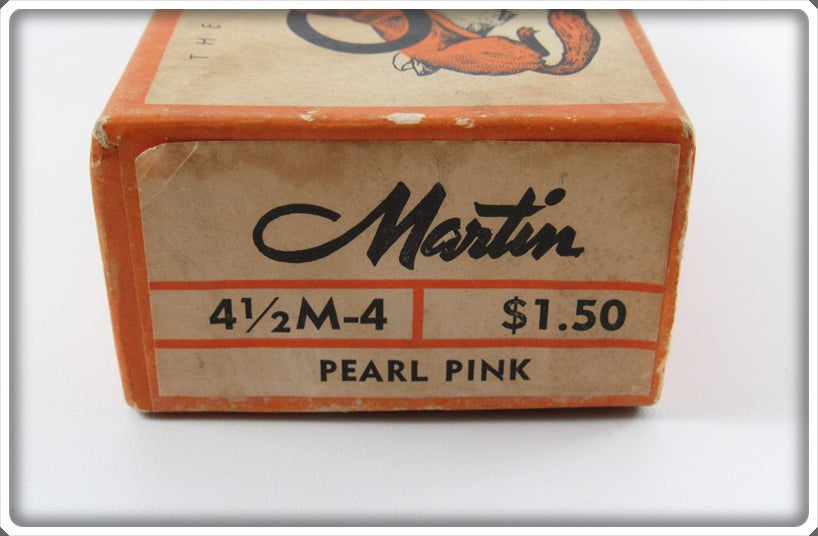 THE
Martin
4½M-4 $1.50
PEARL PINK